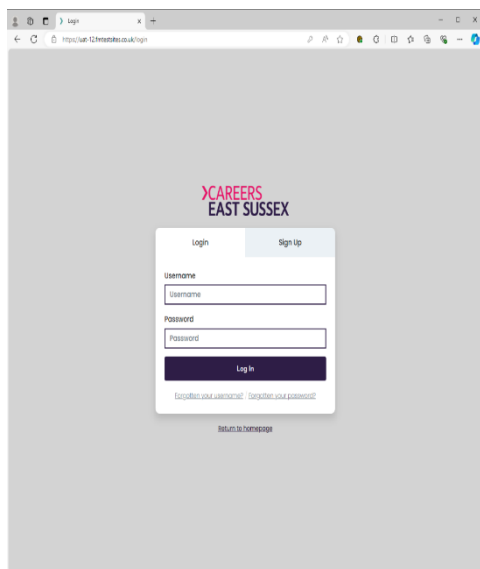 Login
https://uat-12.fmtestsites.co.uk/login
CAREERS
EAST SUSSEX
Login
Sign Up
Username
Username
Password
Password
Log in
Forgotten your username? Forgotten your password?
Return to homepage